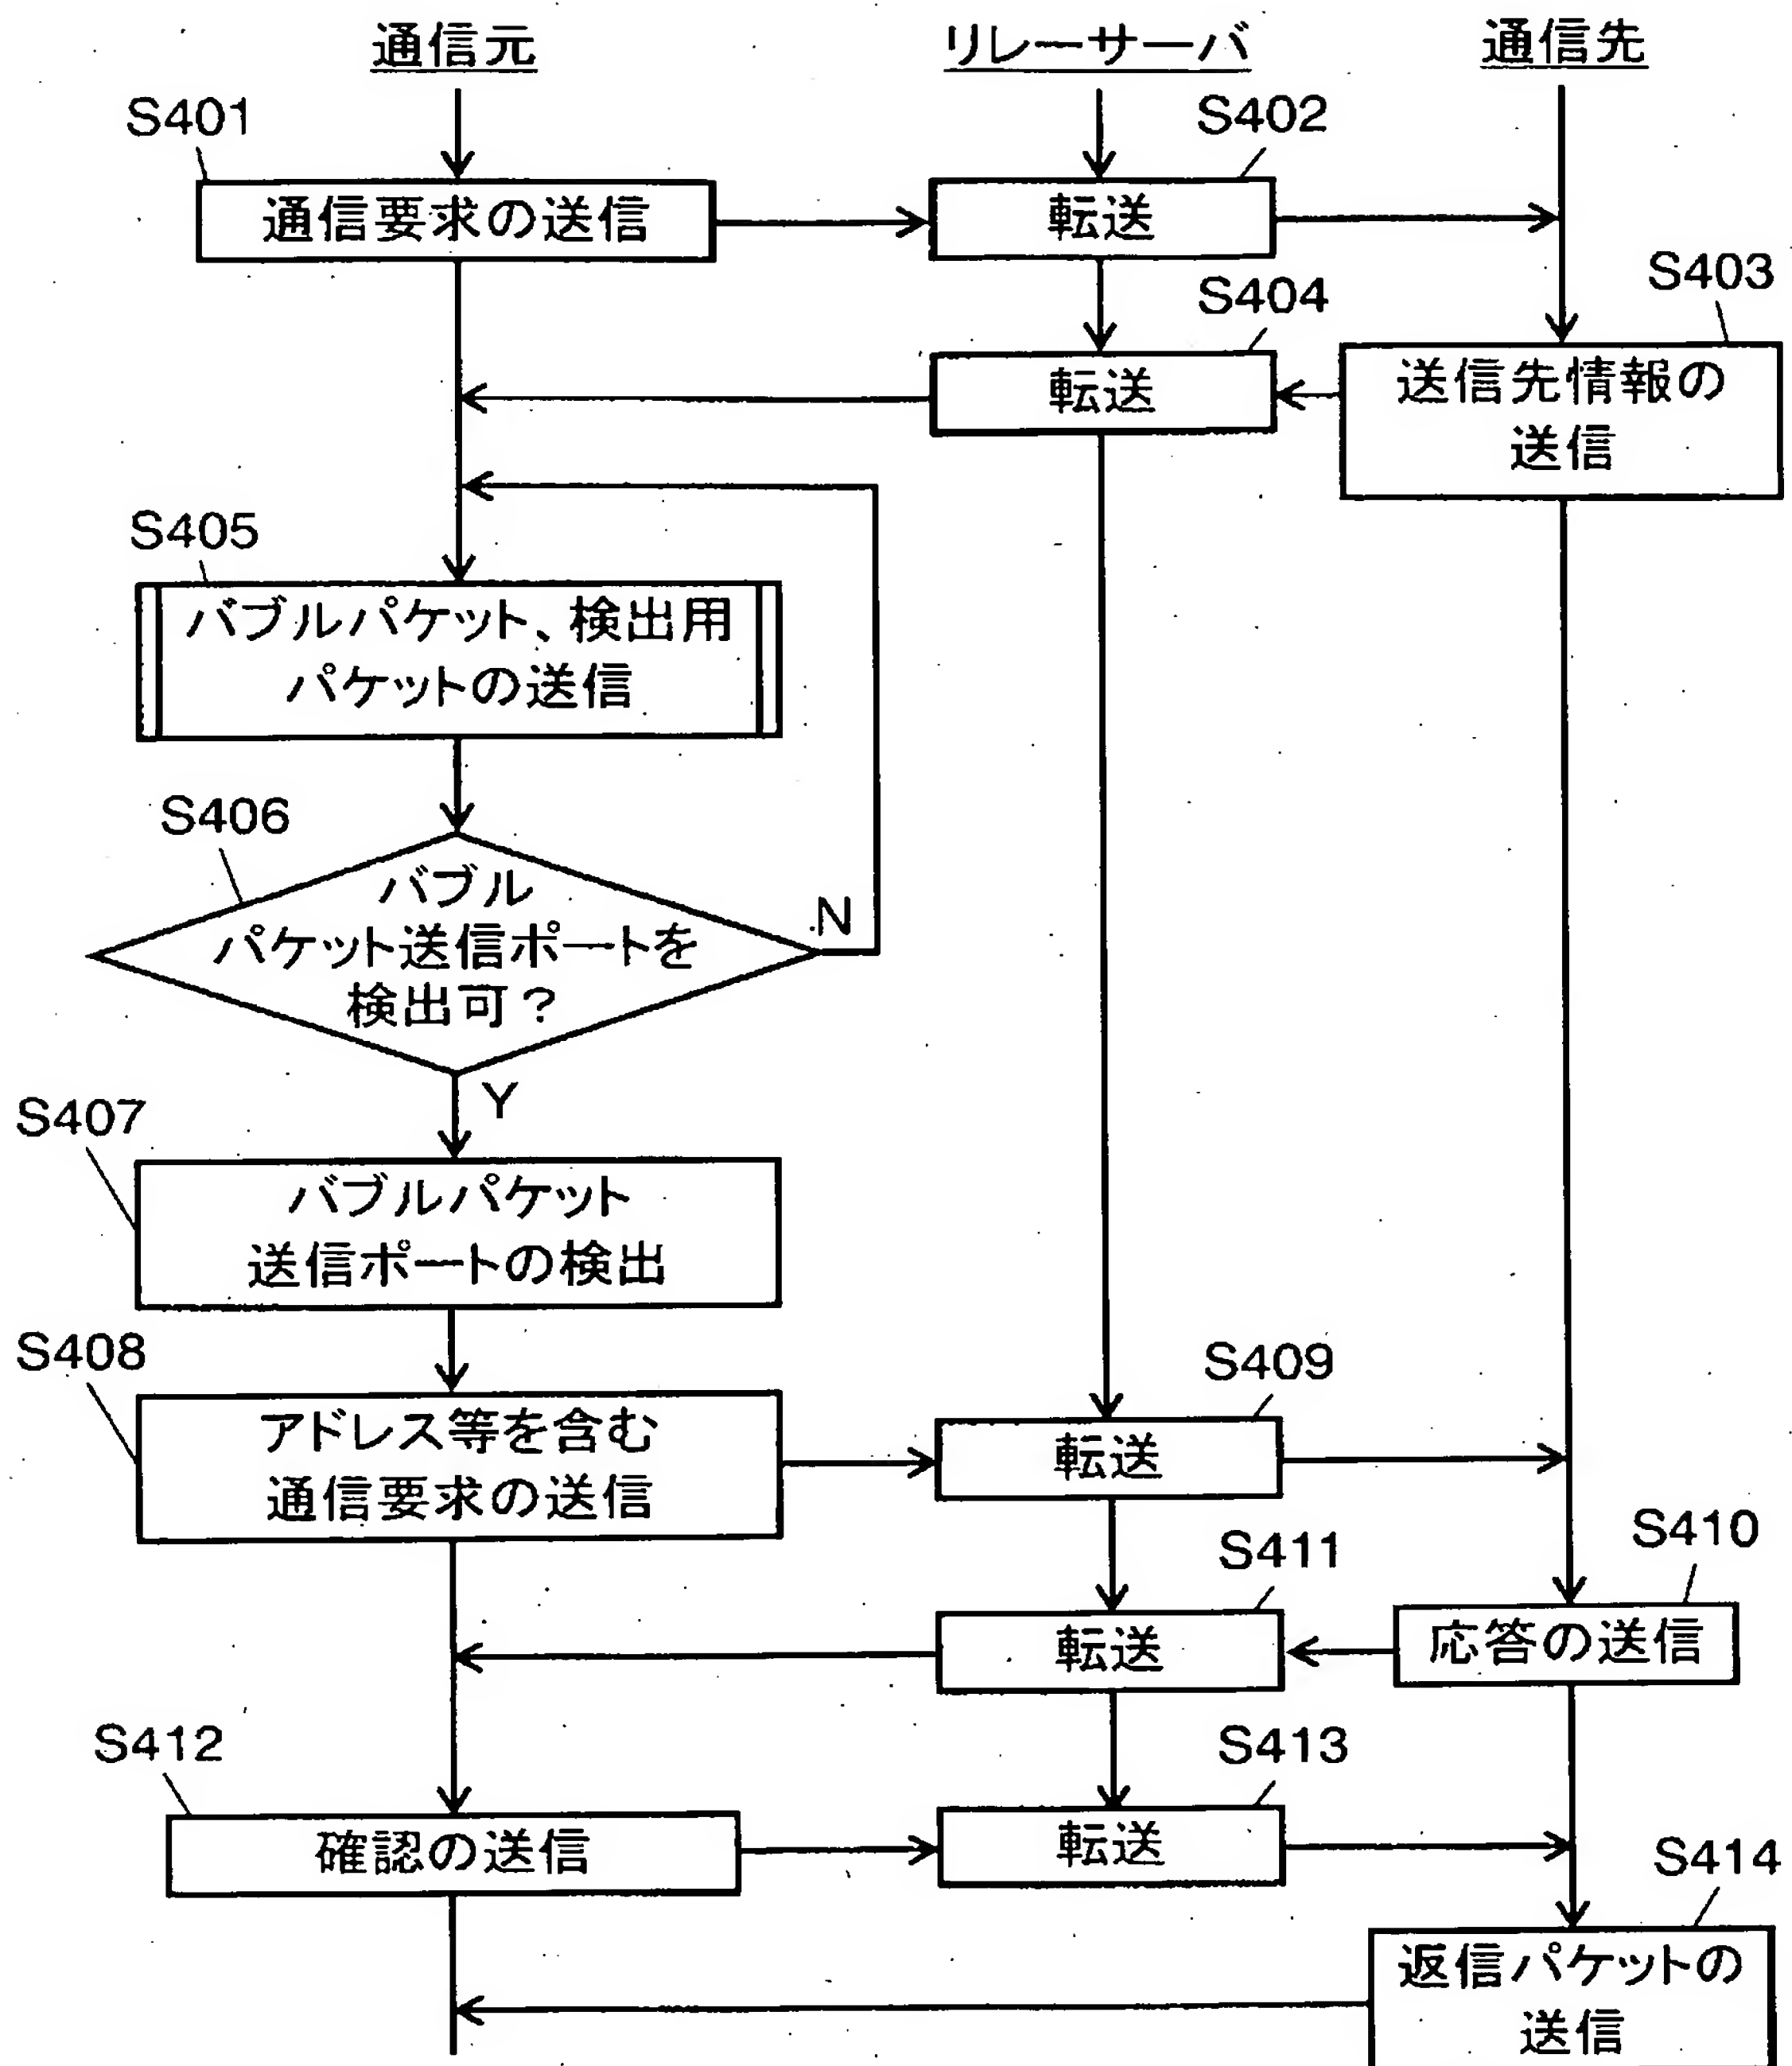 通信元
リレーサーバ
通信先
S401
S402
通信要求の送信
転送
S403
S404
転送
送信先情報の
送信
S405
バブルパケット、検出用
パケットの送信
S406
バブル
パケット送信ポートを
検出可?
N
Y
S407
バブルパケット
送信ポートの検出
S408
アドレス等を含む
通信要求の送信
S409
転送
S410
S411
転送
応答の送信
S412
S413
確認の送信
転送
S414
返信パケットの
送信